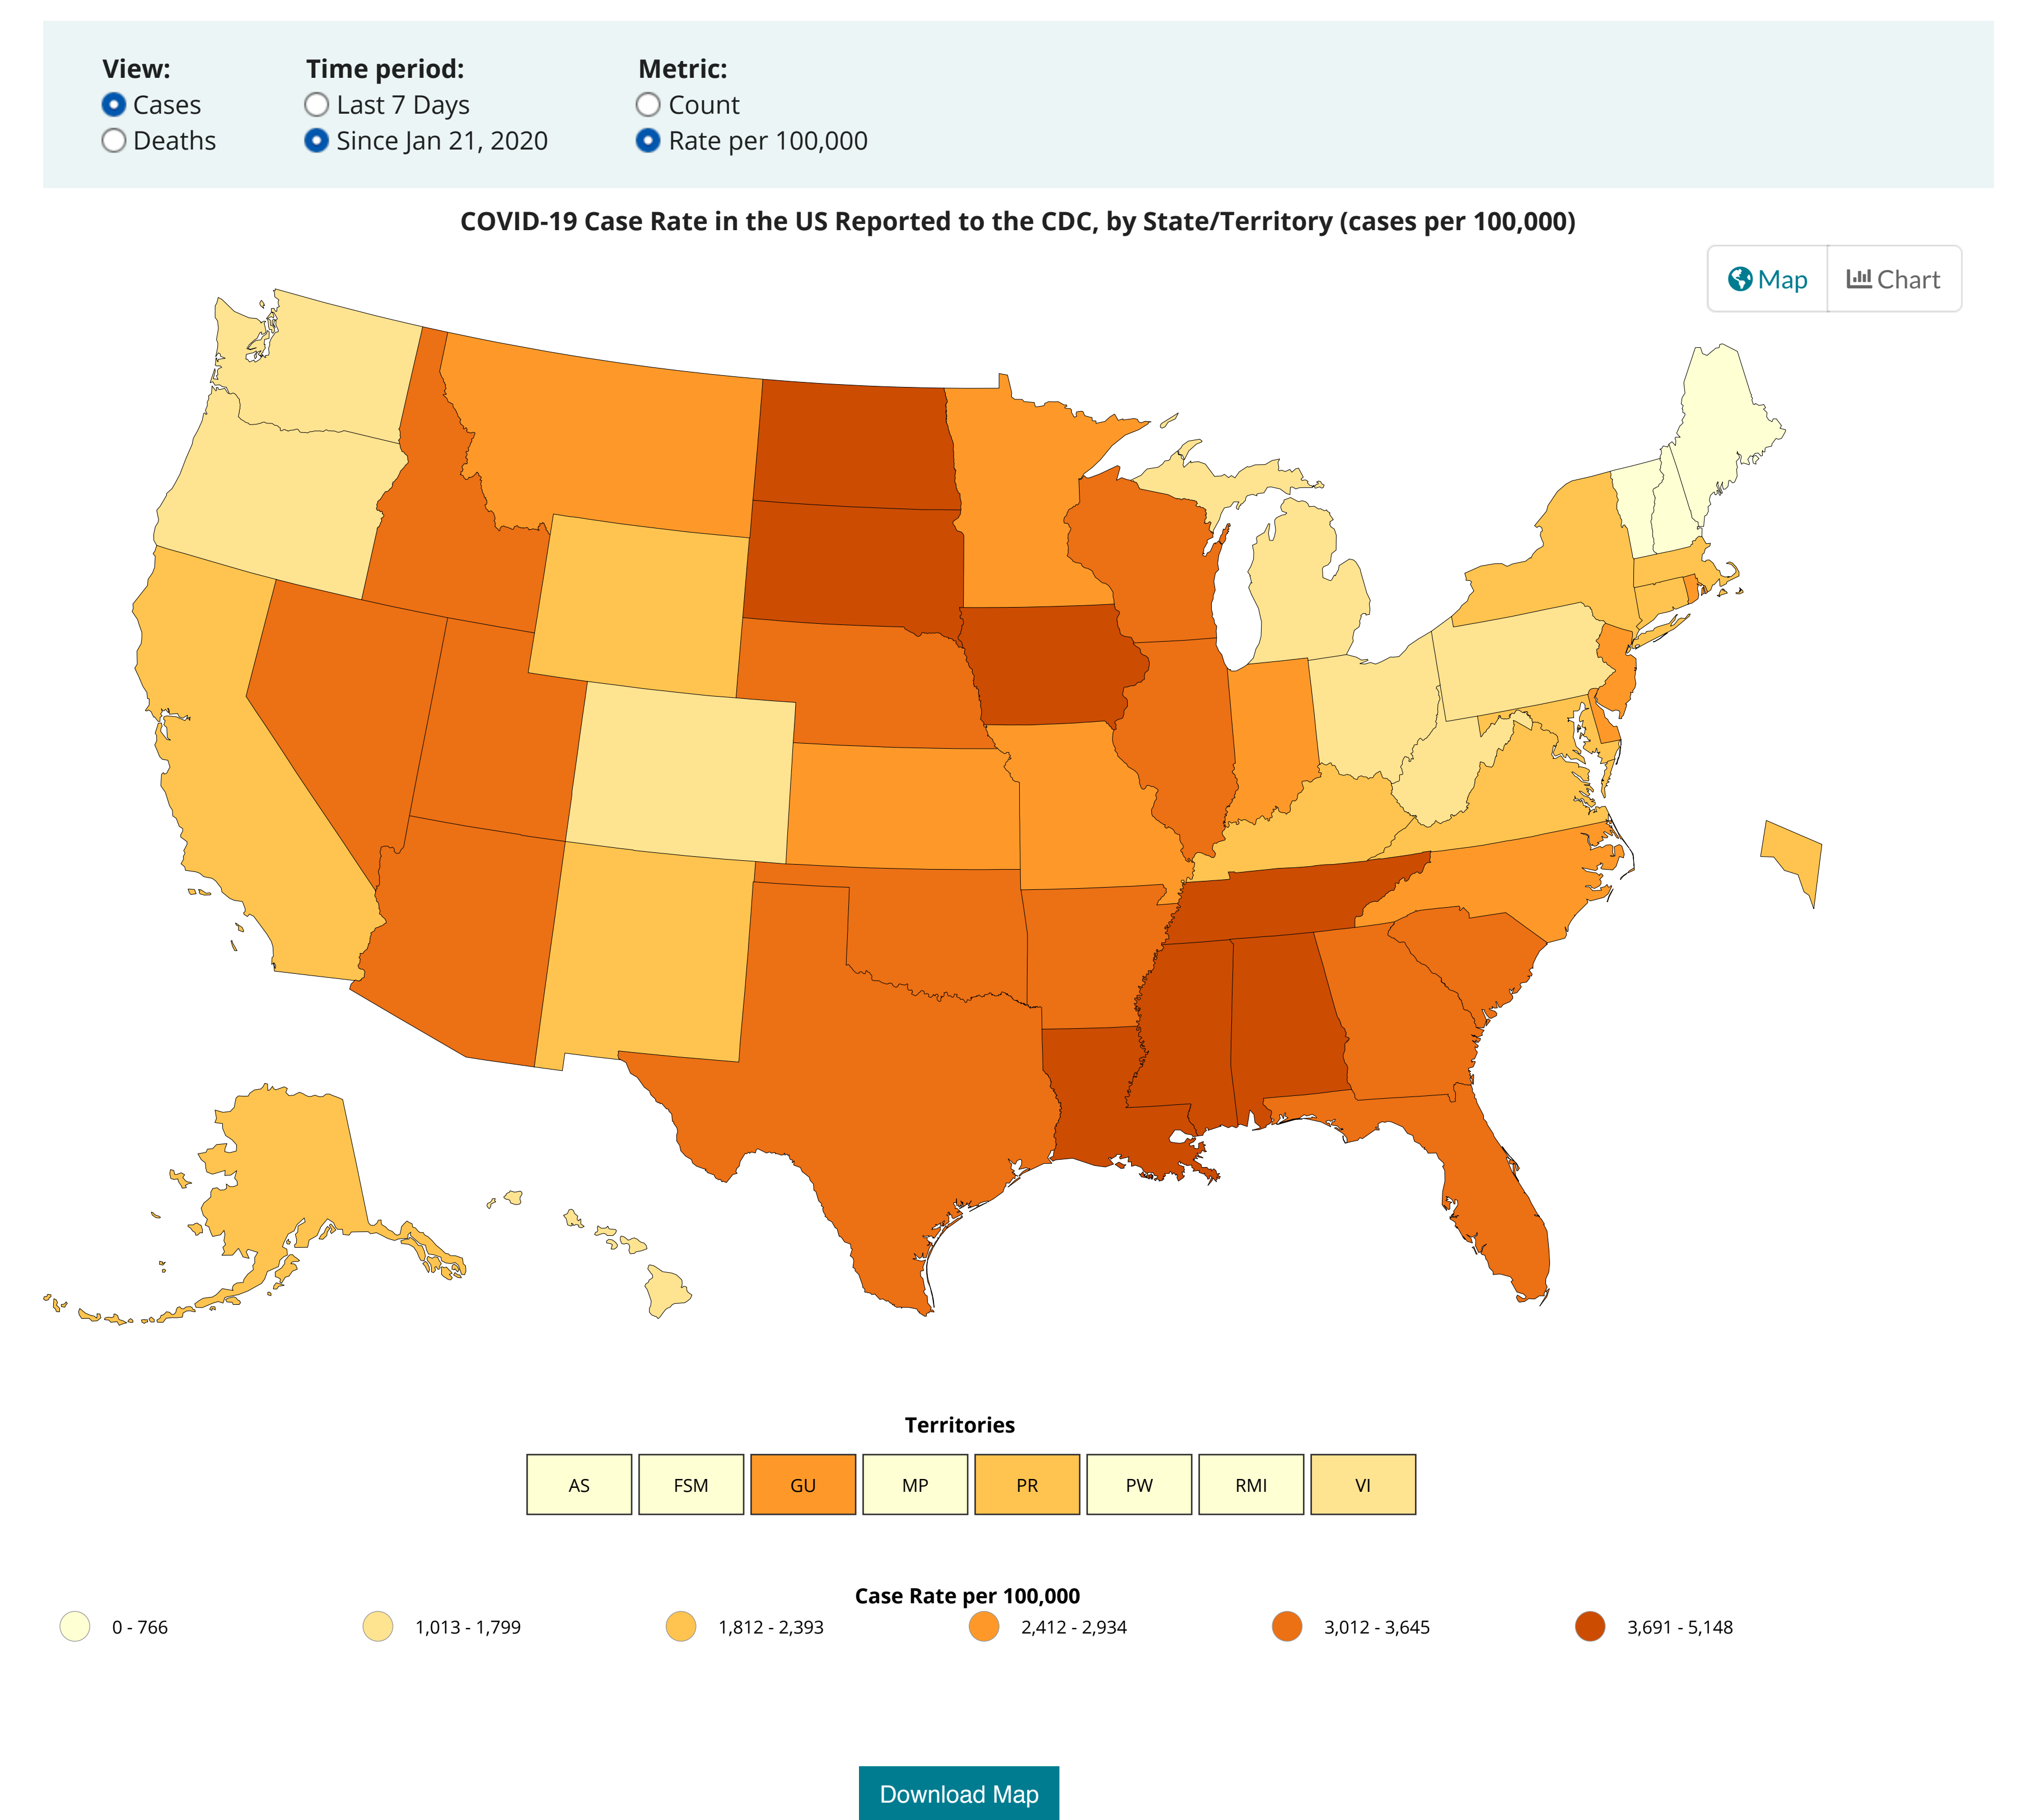 View:
Cases
Deaths
Time period:
Last 7 Days
Since Jan 21, 2020
Metric:
Count
Rate per 100,000
COVID-19 Case Rate in the US Reported to the CDC, by State/Territory (cases per 100,000)
Map
Chart
Territories
AS
FSM
GU
MP
PR
PW
RMI
VI
Case Rate per 100,000
0 - 766
1,013 - 1,799
1,812 - 2,393
2,412 - 2,934
3,012 - 3,645
3,691 - 5,148
Download Map